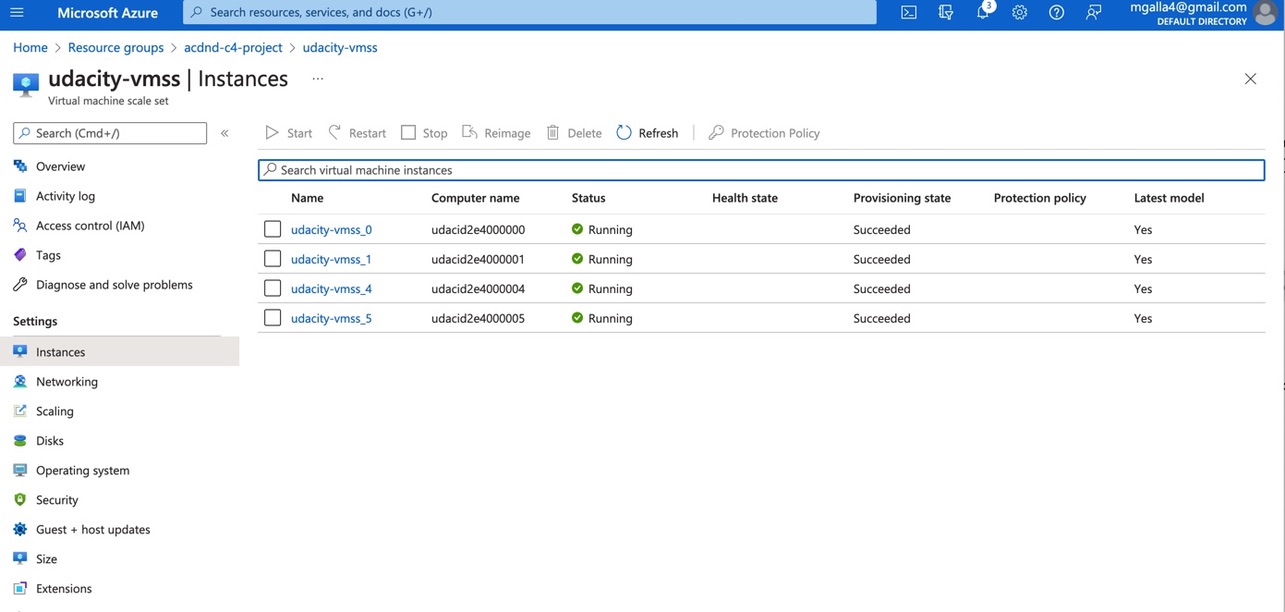 Microsoft Azure
Search resources, services, and docs (G+/)
3
mgalla4@gmail.com
DEFAULT DIRECTORY
Home > Resource groups > acdnd-c4-project > udacity-vmss
udacity-vmss | Instances ...
Virtual machine scale set
Search (Cmd+/)
«
Start Restart Stop Reimage Delete Refresh Protection Policy
Overview
Activity log
Access control (IAM)
Tags
Diagnose and solve problems
Settings
Instances
Networking
Scaling
Disks
Operating system
Security
Guest + host updates
Size
Extensions
Search virtual machine instances
Name Computer name Status Health state Provisioning state Protection policy Latest model
udacity-vmss_0 udacid2e4000000 Running Succeeded Yes
udacity-vmss_1 udacid2e4000001 Running Succeeded Yes
udacity-vmss_4 udacid2e4000004 Running Succeeded Yes
udacity-vmss_5 udacid2e4000005 Running Succeeded Yes